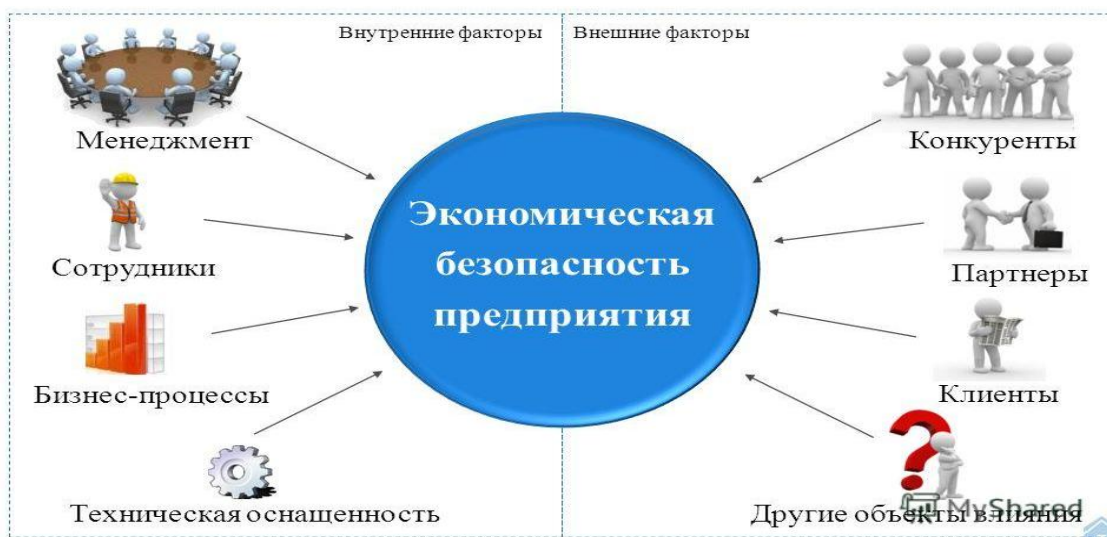 Внутренние факторы
Внешние факторы
Менеджмент
Конкуренты
Экономическая
безопасность
предприятия
Сотрудники
Партнеры
Бизнес-процессы
Клиенты
Техническая оснащенность
Другие объекты влияния
MyShared